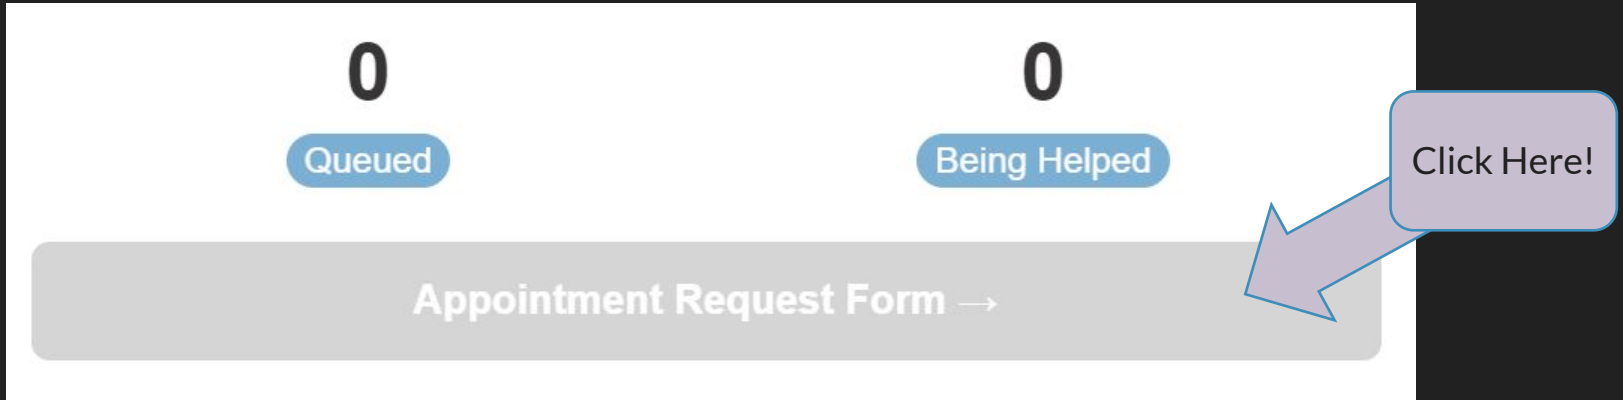 0
Queued
0
Being Helped
Click Here!
Appointment Request Form →